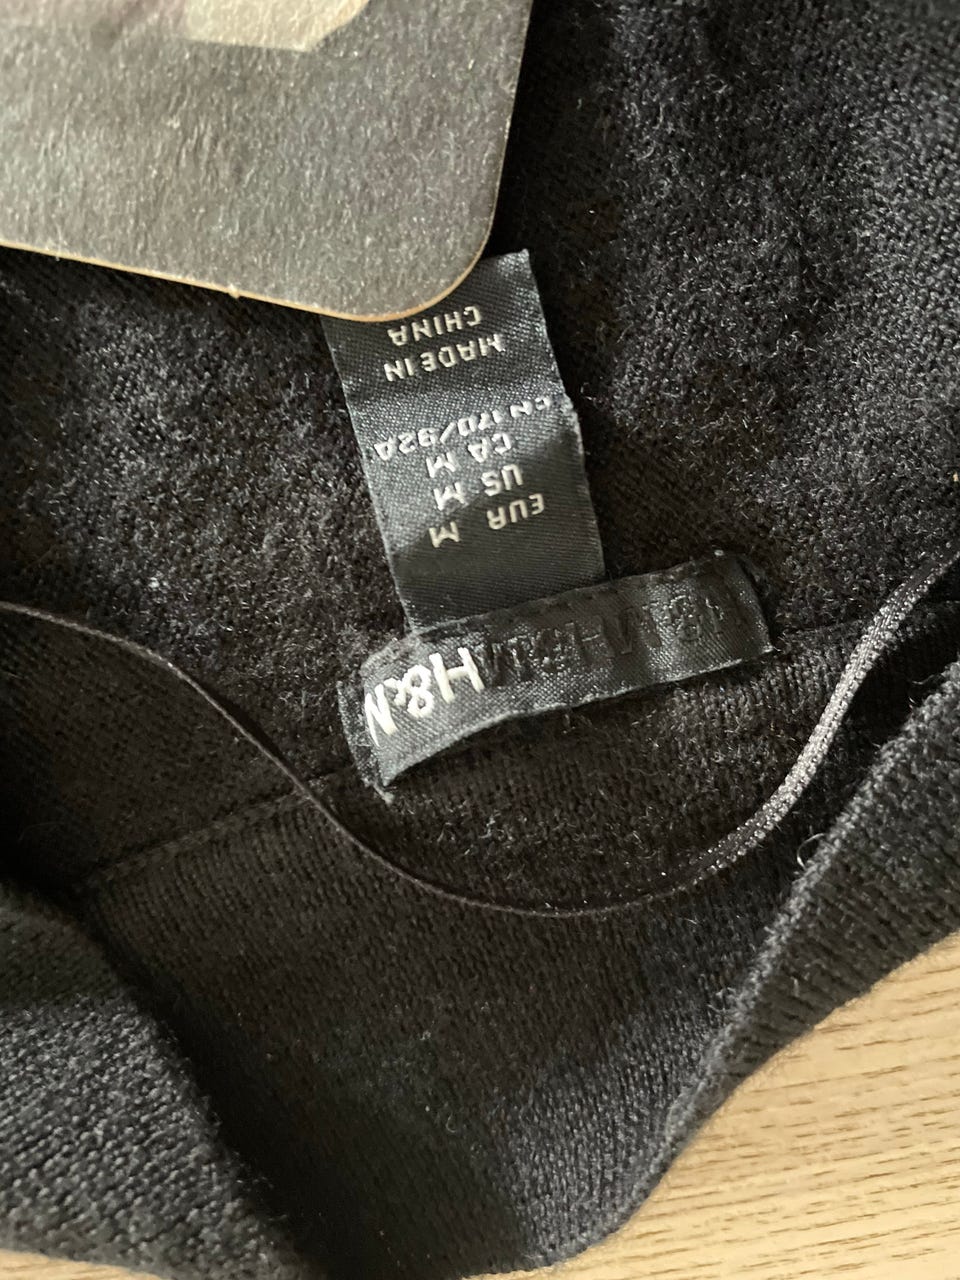 H&M H&M H&M
EUR M
US M
CA M
CN 170/92A
MADE IN
CHINA